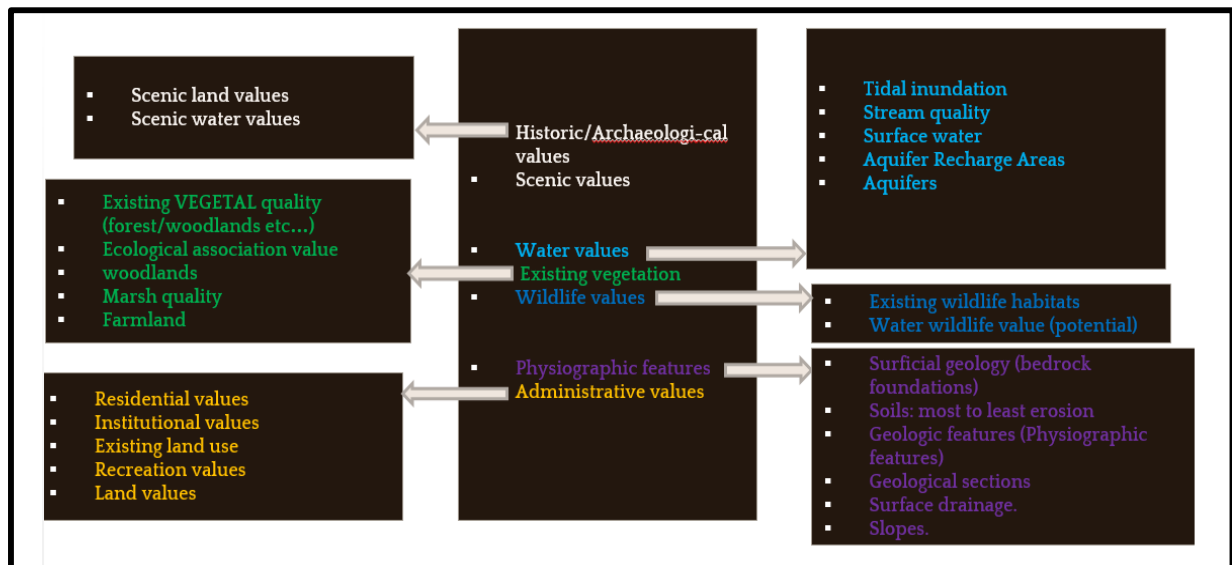 Scenic land values
Scenic water values
Existing VEGETAL quality
(forest/woodlands etc...)
Ecological association value
woodlands
Marsh quality
Farmland
Residential values
Institutional values
Existing land use
Recreation values
Land values
Historic/Archaeologi-cal
values
Scenic values
Water values
Existing vegetation
Wildlife values
Physiographic features
Administrative values
Tidal inundation
Stream quality
Surface water
Aquifer Recharge Areas
Aquifers
Existing wildlife habitats
Water wildlife value (potential)
Surficial geology (bedrock
foundations)
Soils: most to least erosion
Geologic features (Physiographic
features)
Geological sections
Surface drainage.
Slopes.